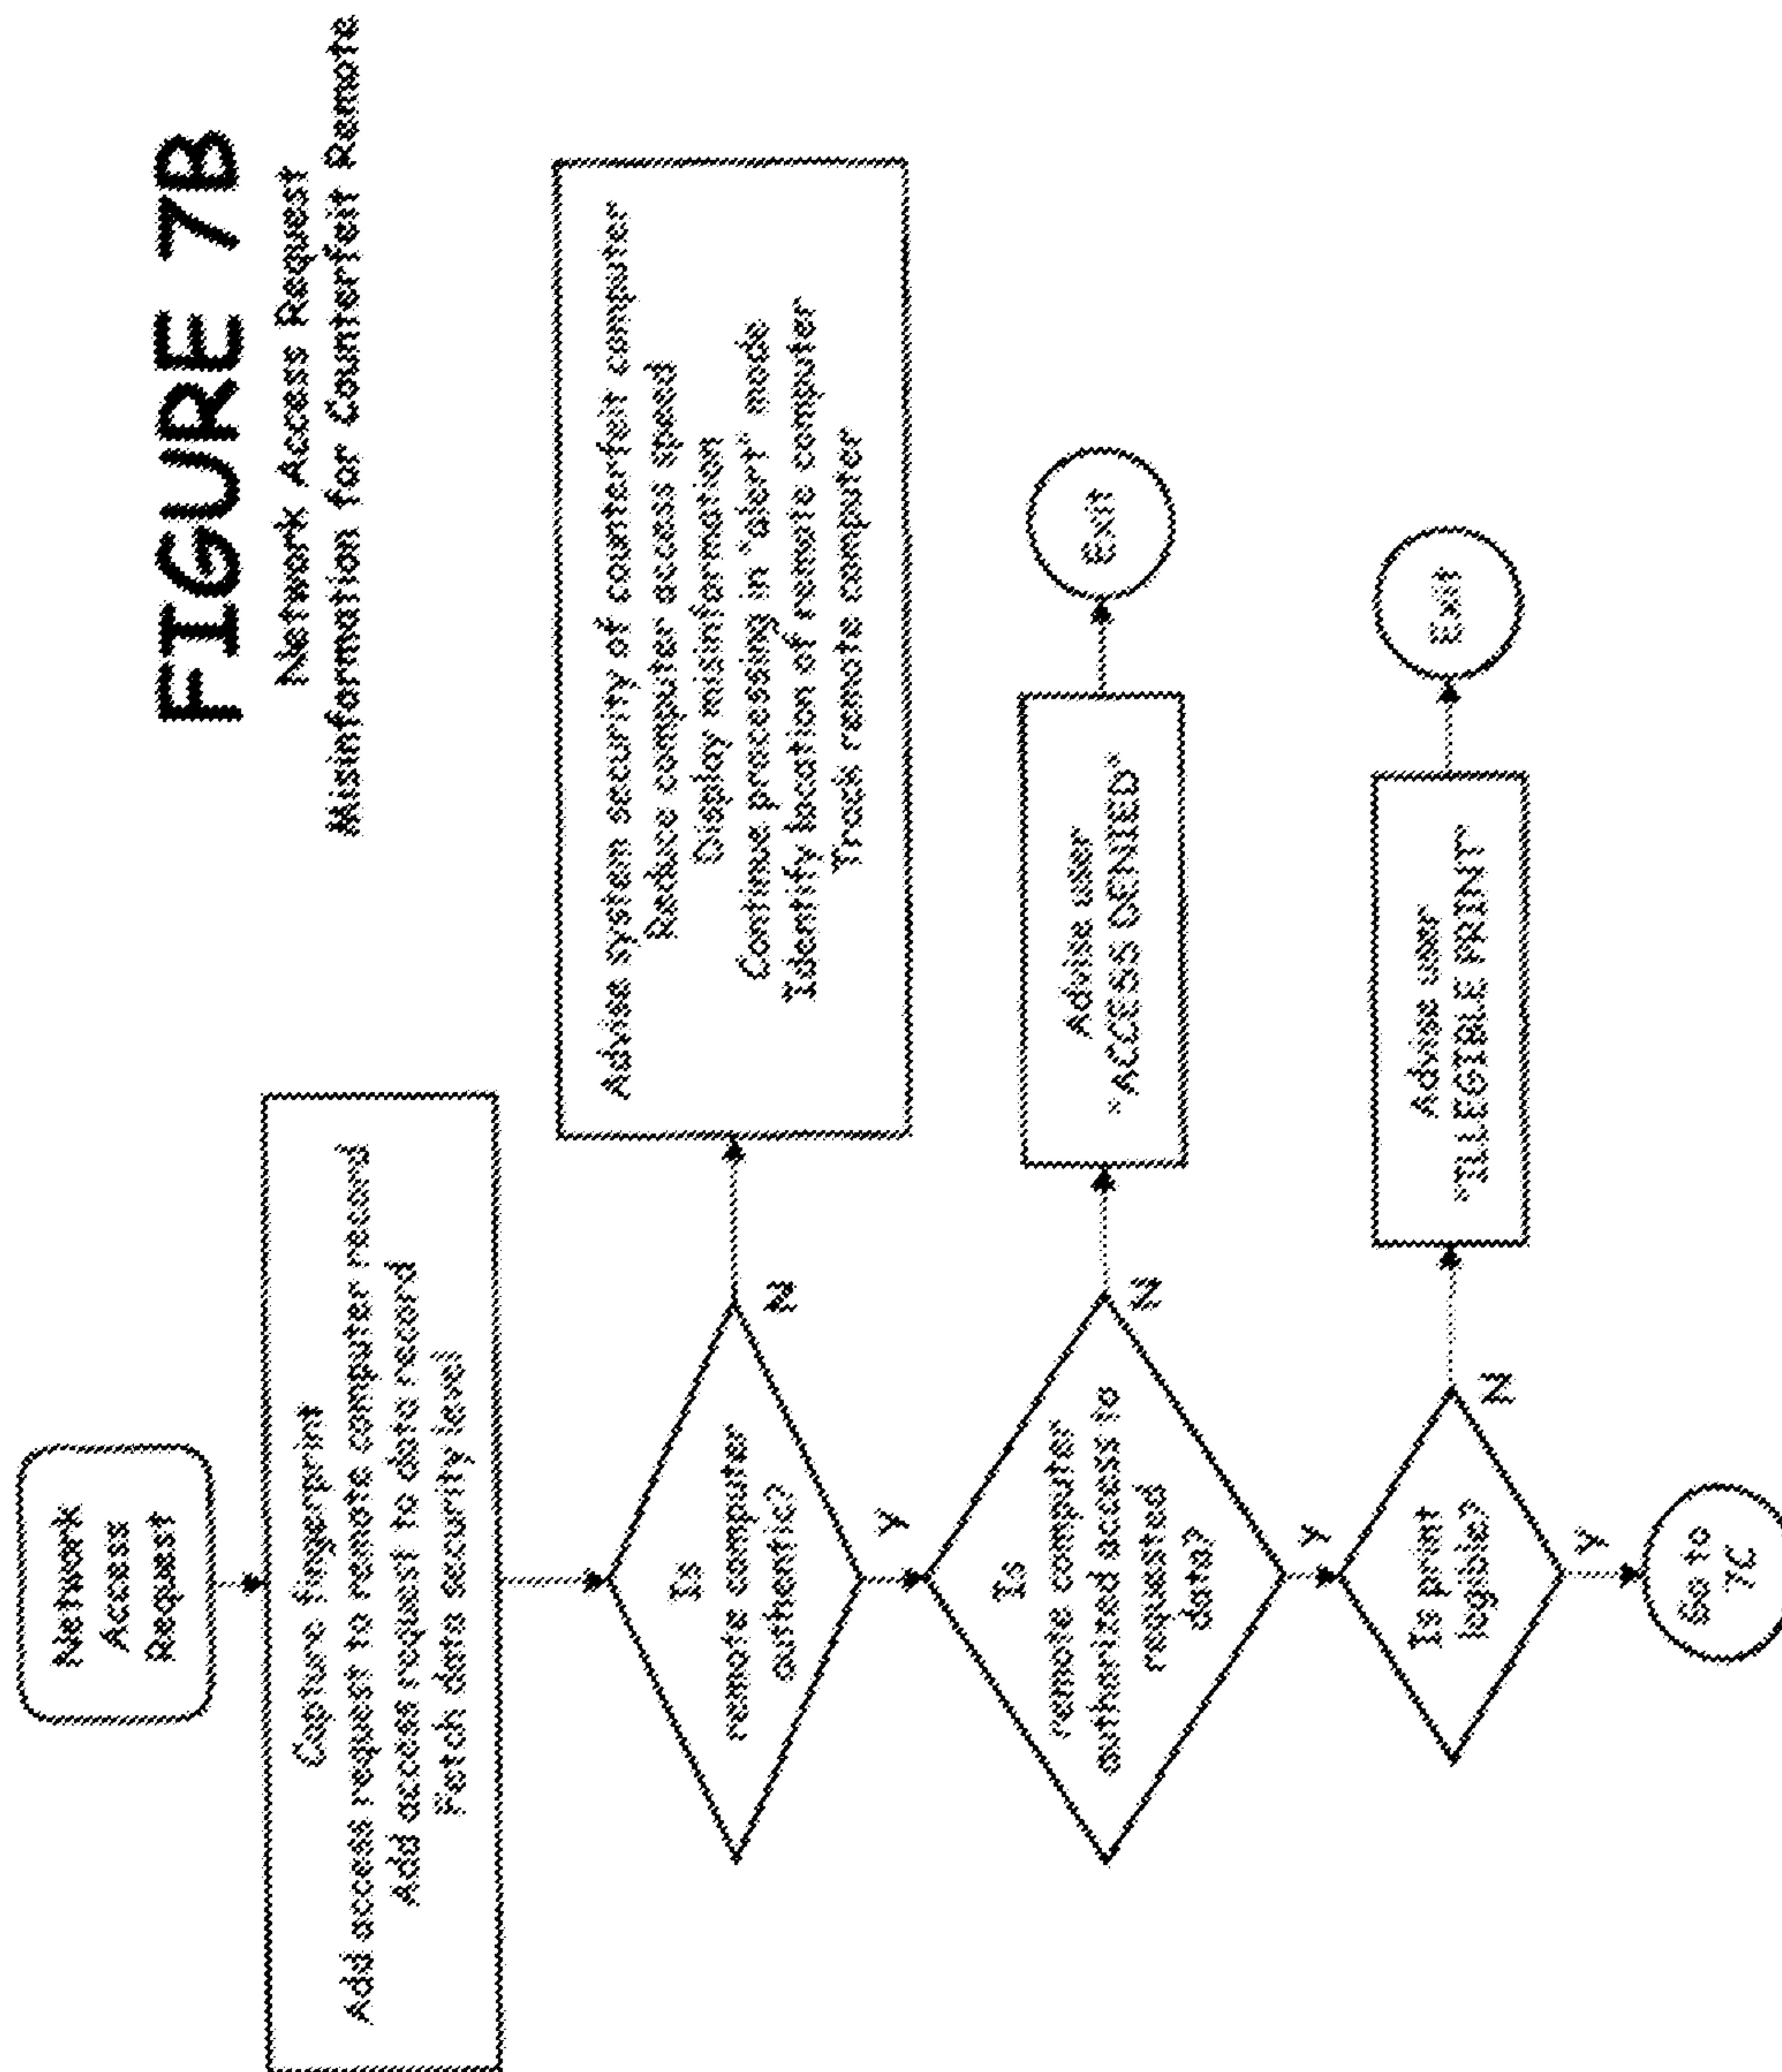 FIGURE 7B
Network Access Request
Misinformation for Counterfeit Remote
Network
Access
Request
Capture fingerprint
Add access request to remote computer record
Add access request to data record
Fetch data security level
Is
remote computer
authentic?
N
Advise system security of counterfeit computer
Reduce computer access speed
Display misinformation
Continue processing in "alert" mode
Identify location of remote computer
Track remote computer
Y
Is
remote computer
authorized access to
requested
data?
N
Advise user
"ACCESS DENIED"
Exit
Y
Is print
legible?
N
Advise user
"ILLEGIBLE PRINT"
Exit
Y
Go to
7C